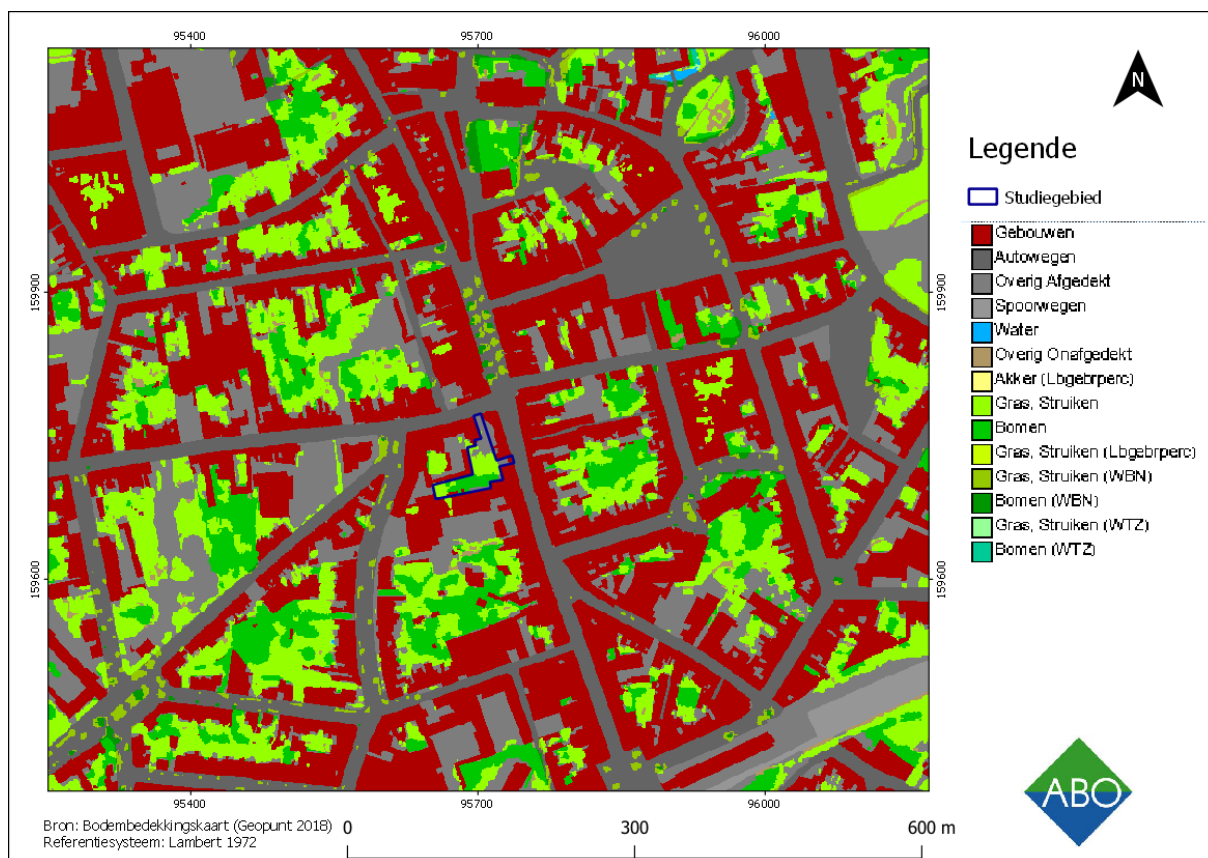 95400 95700 96000
159900 159900
159600 159600
95400 95700 96000
N
Legende
Studiegebied
Gebouwen
Autowegen
Overig Afgedekt
Spoorwegen
Water
Overig Onafgedekt
Akker (Lbgebrperc)
Gras, Struiken
Bomen
Gras, Struiken (Lbgebrperc)
Gras, Struiken (WBN)
Bomen (WBN)
Gras, Struiken (WTZ)
Bomen (WTZ)
ABO
Bron: Bodembedekkingskaart (Geopunt 2018)
Referentiesysteem: Lambert 1972
0 300 600 m